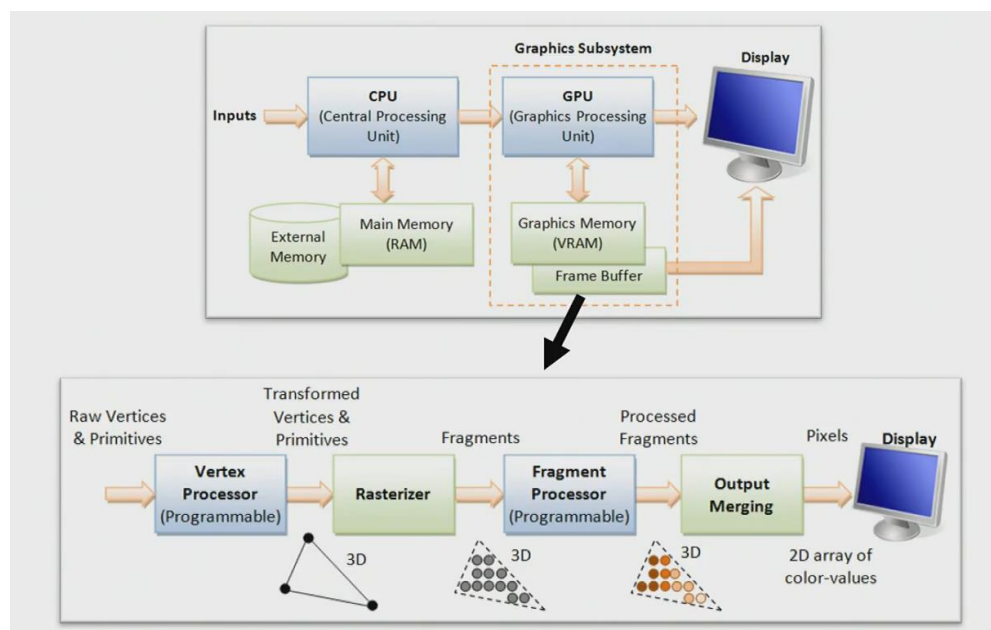 Graphics Subsystem
Display
Inputs
CPU
(Central Processing
Unit)
GPU
(Graphics Processing
Unit)
External
Memory
Main Memory
(RAM)
Graphics Memory
(VRAM)
Frame Buffer
Raw Vertices
& Primitives
Transformed
Vertices &
Primitives
Fragments
Processed
Fragments
Pixels
Display
Vertex
Processor
(Programmable)
Rasterizer
Fragment
Processor
(Programmable)
Output
Merging
3D
3D
3D
2D array of
color-values